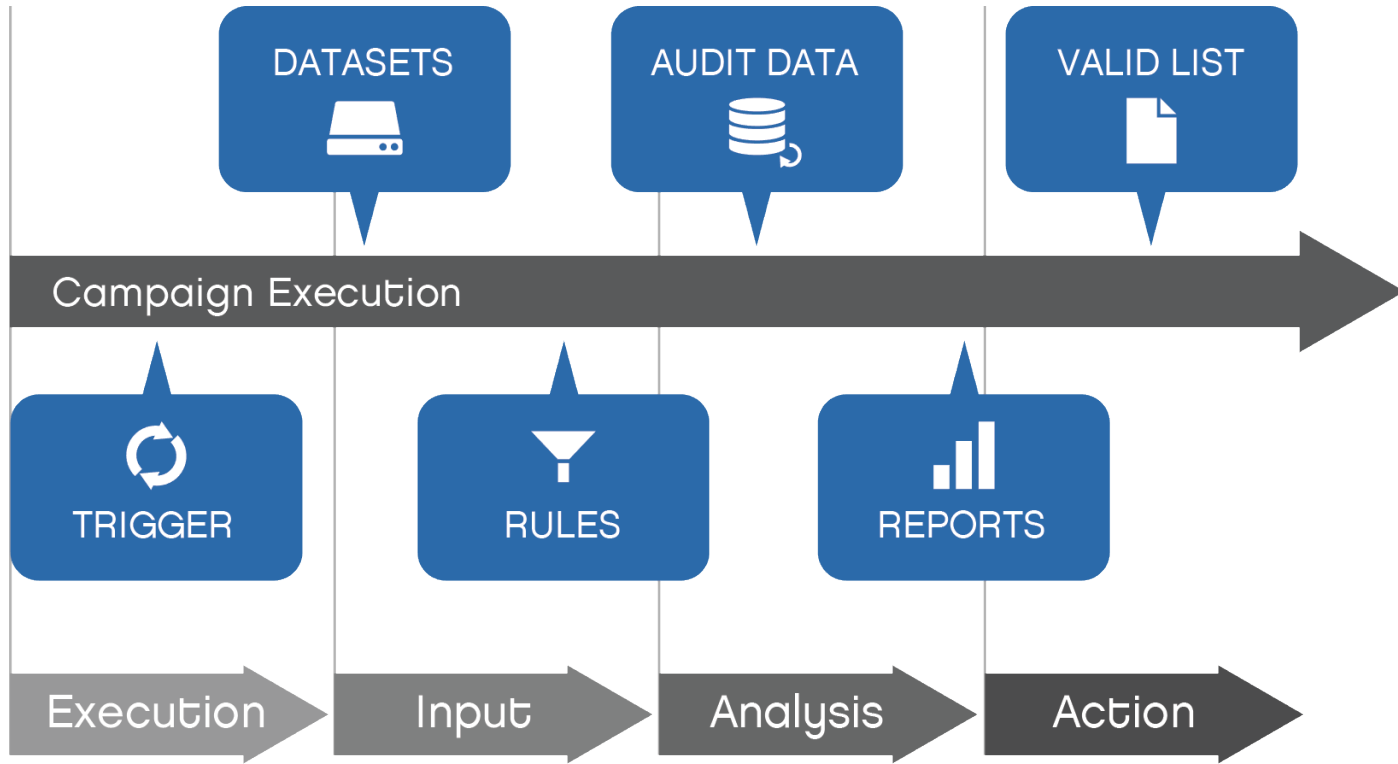 DATASETS
AUDIT DATA
VALID LIST
Campaign Execution
TRIGGER
RULES
REPORTS
Execution
Input
Analysis
Action